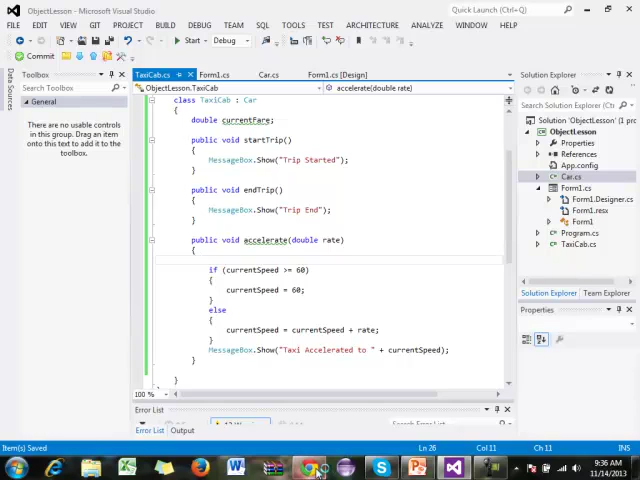 ObjectLesson - Microsoft Visual Studio
Quick Launch (Ctrl+Q)
FILE EDIT VIEW GIT PROJECT BUILD DEBUG TEAM SQL TOOLS TEST ARCHITECTURE ANALYZE WINDOW HELP
Start Debug
Commit
Data Sources
Toolbox
Search Toolbox
General
There are no usable controls
in this group. Drag an item
onto this text to add it to the
toolbox.
TaxiCab.cs Form1.cs Car.cs Form1.cs [Design]
ObjectLesson.TaxiCab accelerate(double rate)
class TaxiCab : Car
{
double currentFare;
public void startTrip()
{
MessageBox.Show("Trip Started");
}
public void endTrip()
{
MessageBox.Show("Trip End");
}
public void accelerate(double rate)
{
if (currentSpeed >= 60)
{
currentSpeed = 60;
}
else
{
currentSpeed = currentSpeed + rate;
}
MessageBox.Show("Taxi Accelerated to " + currentSpeed);
}
}
100 %
Error List
Search Error List
Error List Output
Solution Explorer
Search Solution Explorer
Solution 'ObjectLesson' (1 project)
ObjectLesson
Properties
References
App.config
Car.cs
Form1.cs
Form1.Designer.cs
Form1.resx
Form1
Program.cs
TaxiCab.cs
Solution Explorer Team Explorer
Properties
Item(s) Saved Ln 26 Col 11 Ch 11
9:36 AM
11/14/2013